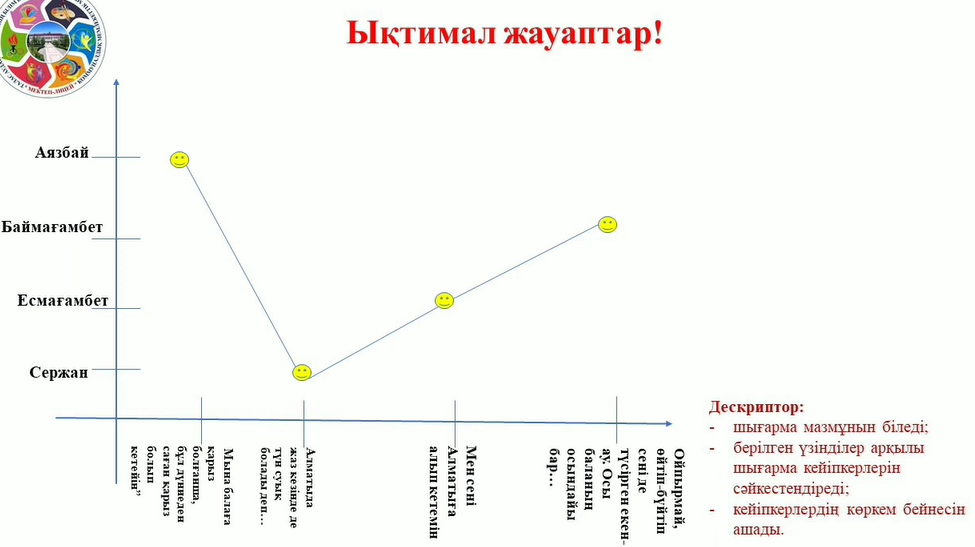 Ықтимал жауаптар!
Аязбай
Баймағамбет
Есмағамбет
Сержан
Мына балаға
қарыз
болғанша,
бұл дүниеден
саған қарыз
болып
кетейін”
Алматыда
жаз кезінде де
түн суық
болады деп…
Мен сені
Алматыға
алып кетемін
Ойпырмай,
өйтіп-бүйтіп
сені де
түсірген екен-
ау. Осы
баланың
осындайы
бар…
Дескриптор:
- шығарма мазмұнын біледі;
- берілген үзінділер арқылы
шығарма кейіпкерлерін
сәйкестендіреді;
- кейіпкерлердің көркем бейнесін
ашады.